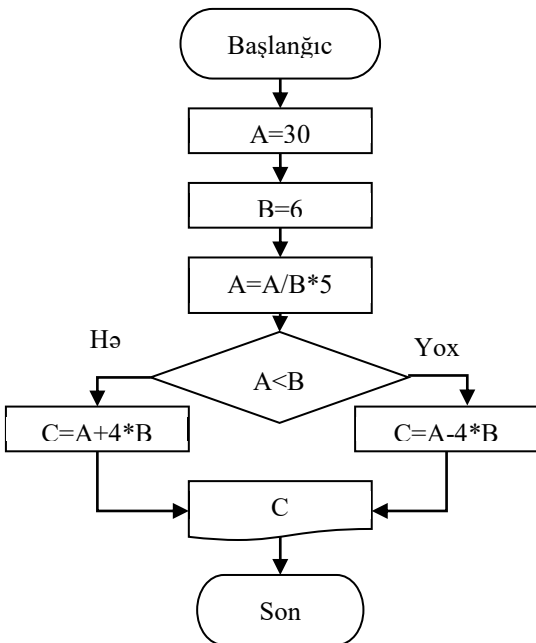 Başlanğıc
A=30
B=6
A=A/B*5
Hə
Yox
A<B
C=A+4*B
C=A-4*B
C
Son